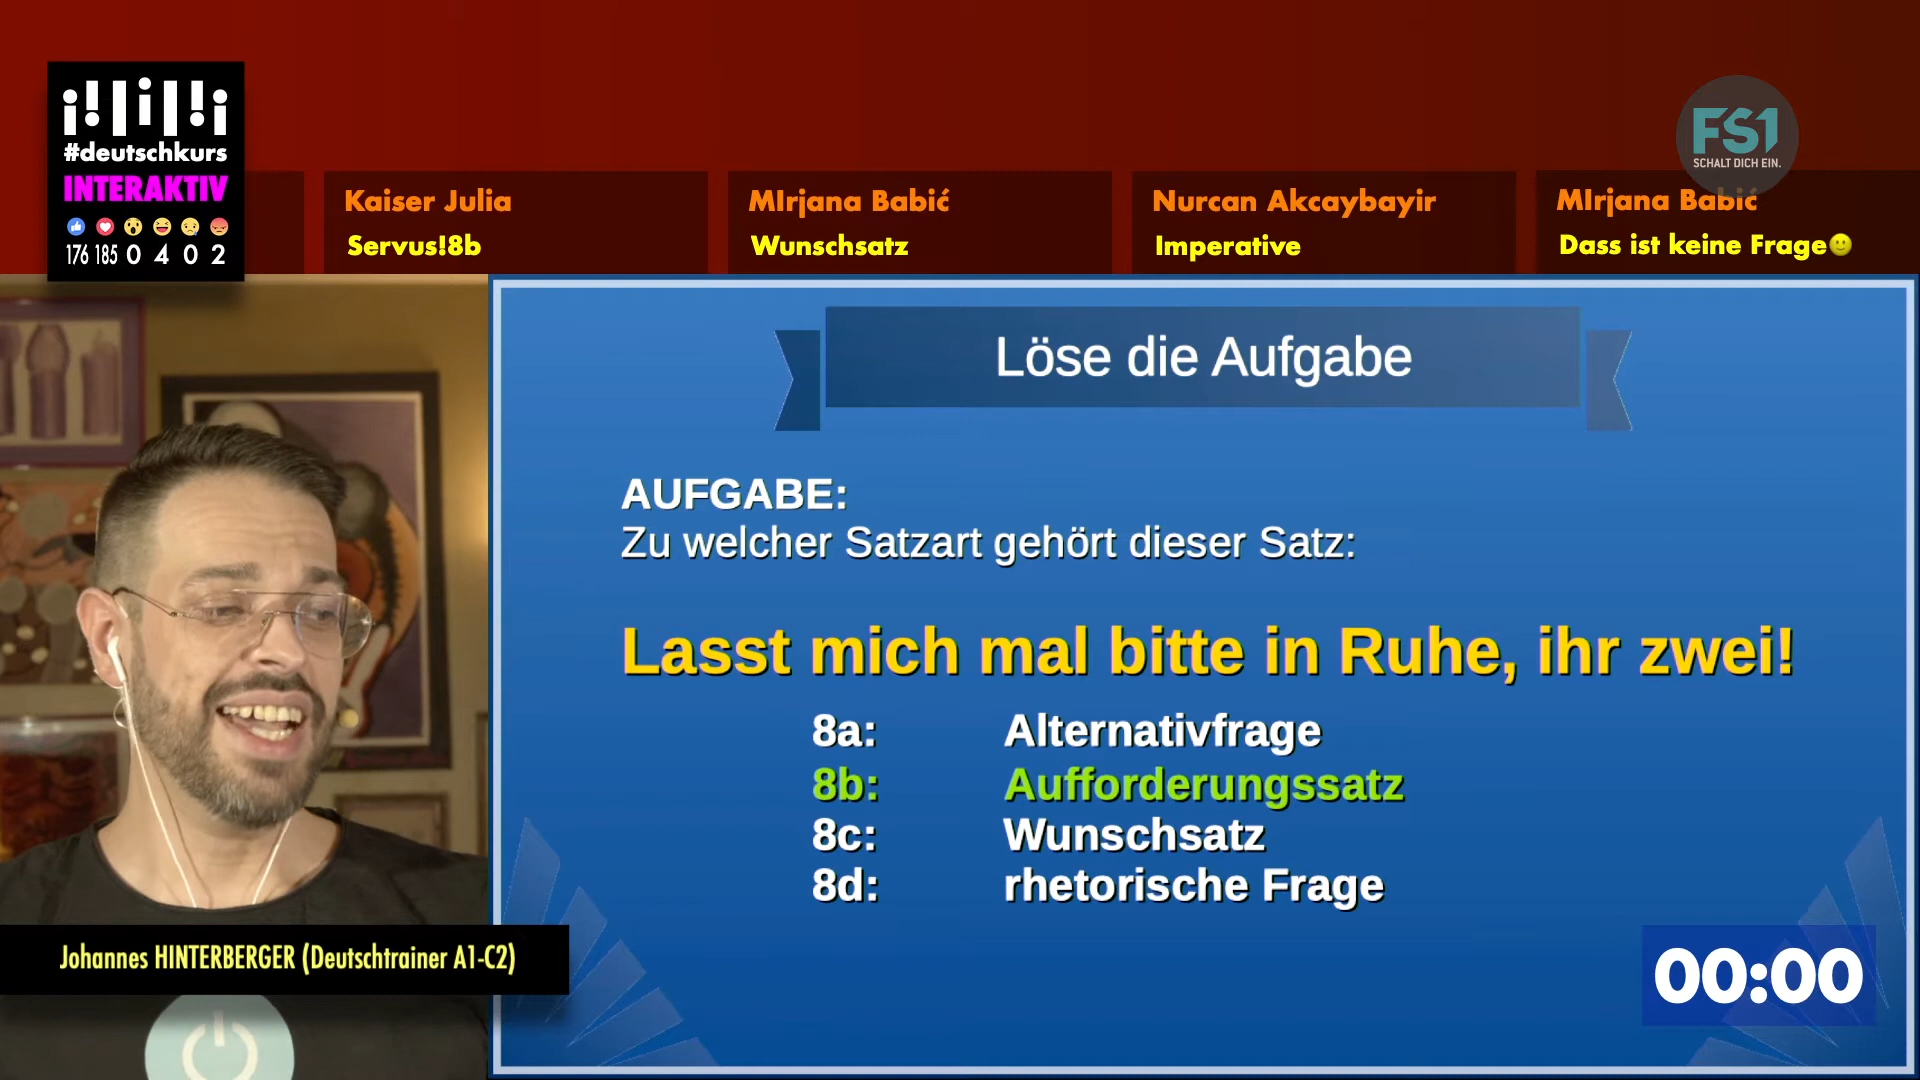 #deutschkurs
INTERAKTIV
176 185 0 4 0 2
Kaiser Julia
Servus!8b
MIrjana Babić
Wunschsatz
Nurcan Akcaybayir
Imperative
MIrjana Babić
Dass ist keine Frage🙂
FS1
SCHALT DICH EIN.
Löse die Aufgabe
AUFGABE:
Zu welcher Satzart gehört dieser Satz:
Lasst mich mal bitte in Ruhe, ihr zwei!
8a: Alternativfrage
8b: Aufforderungssatz
8c: Wunschsatz
8d: rhetorische Frage
Johannes HINTERBERGER (Deutschtrainer A1-C2)
00:00